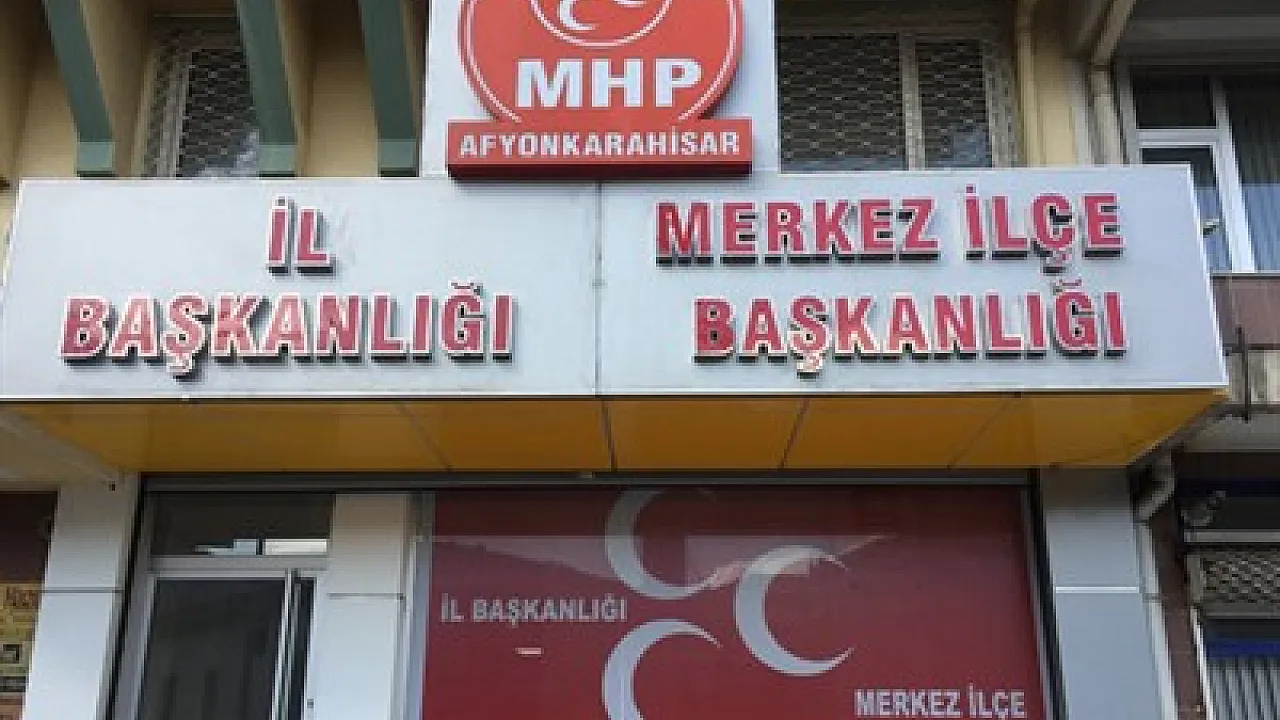 MHP
AFYONKARAHİSAR
İL
BAŞKANLIĞI
MERKEZ İLÇE
BAŞKANLIĞI
İL BAŞKANLIĞI
MERKEZ İLÇE